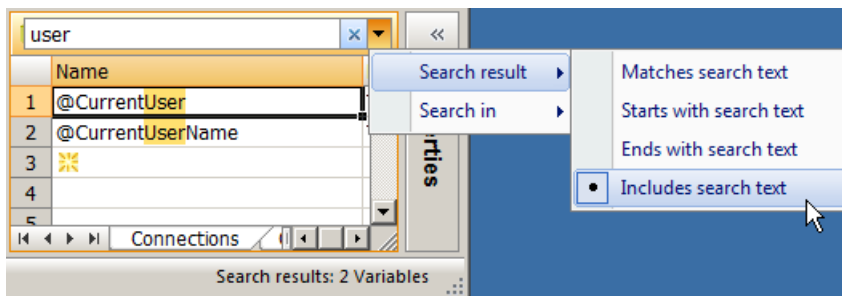 user
Name
1 @CurrentUser
2 @CurrentUserName
3
4
5
Connections
Search results: 2 Variables
Search result
Search in
Matches search text
Starts with search text
Ends with search text
Includes search text